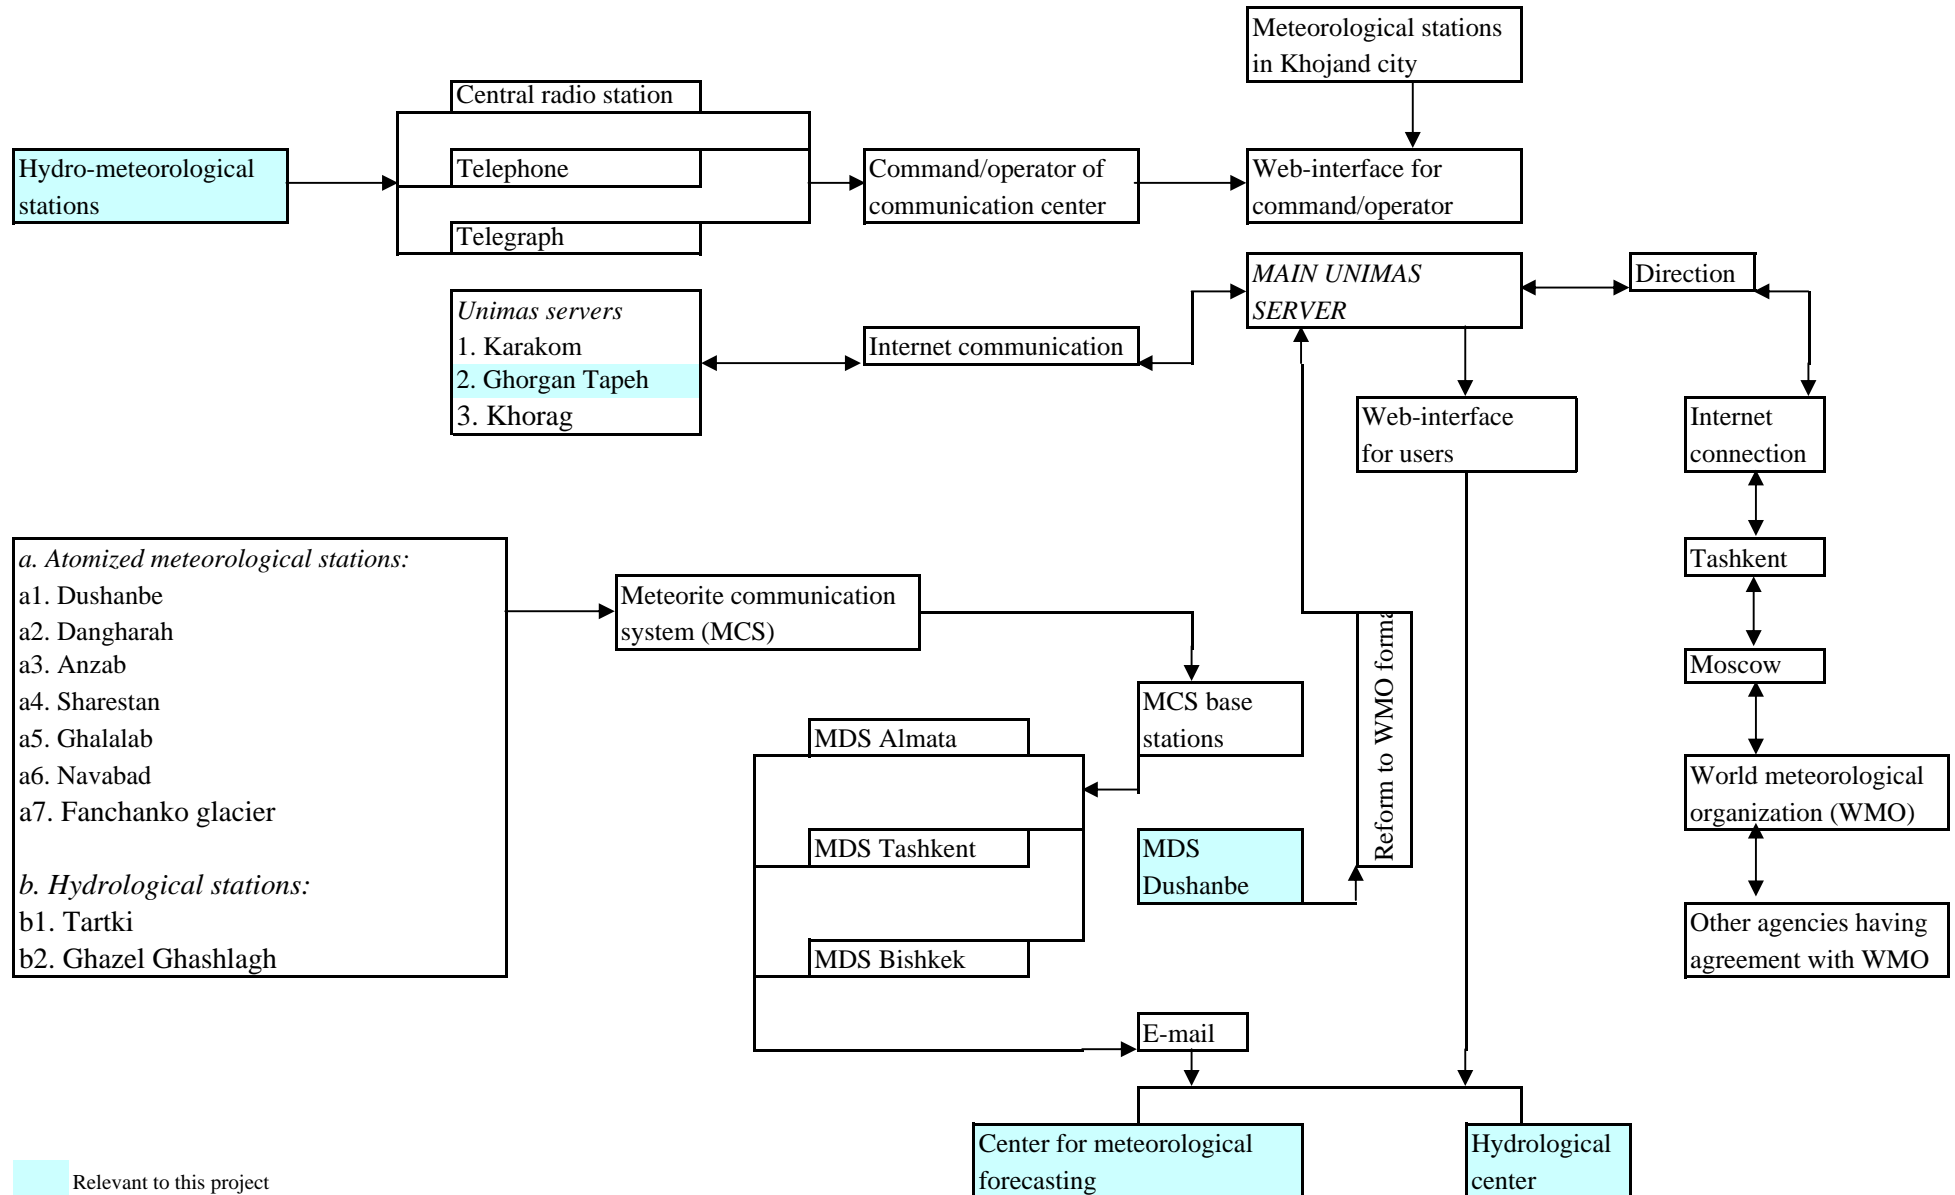 Meteorological stations
in Khojand city
Central radio station
Hydro-meteorological
stations
Telephone
Command/operator of
communication center
Web-interface for
command/operator
Telegraph
MAIN UNIMAS
SERVER
Direction
Unimas servers
1. Karakom
2. Ghorgan Tapeh
3. Khorag
Internet communication
Web-interface
for users
Internet
connection
Tashkent
Moscow
World meteorological
organization (WMO)
Other agencies having
agreement with WMO
a. Atomized meteorological stations:
a1. Dushanbe
a2. Dangharah
a3. Anzab
a4. Sharestan
a5. Ghalalab
a6. Navabad
a7. Fanchanko glacier
b. Hydrological stations:
b1. Tartki
b2. Ghazel Ghashlagh
Meteorite communication
system (MCS)
MCS base
stations
MDS Almata
MDS Tashkent
MDS Bishkek
MDS
Dushanbe
Reform to WMO forma
E-mail
Center for meteorological
forecasting
Hydrological
center
Relevant to this project